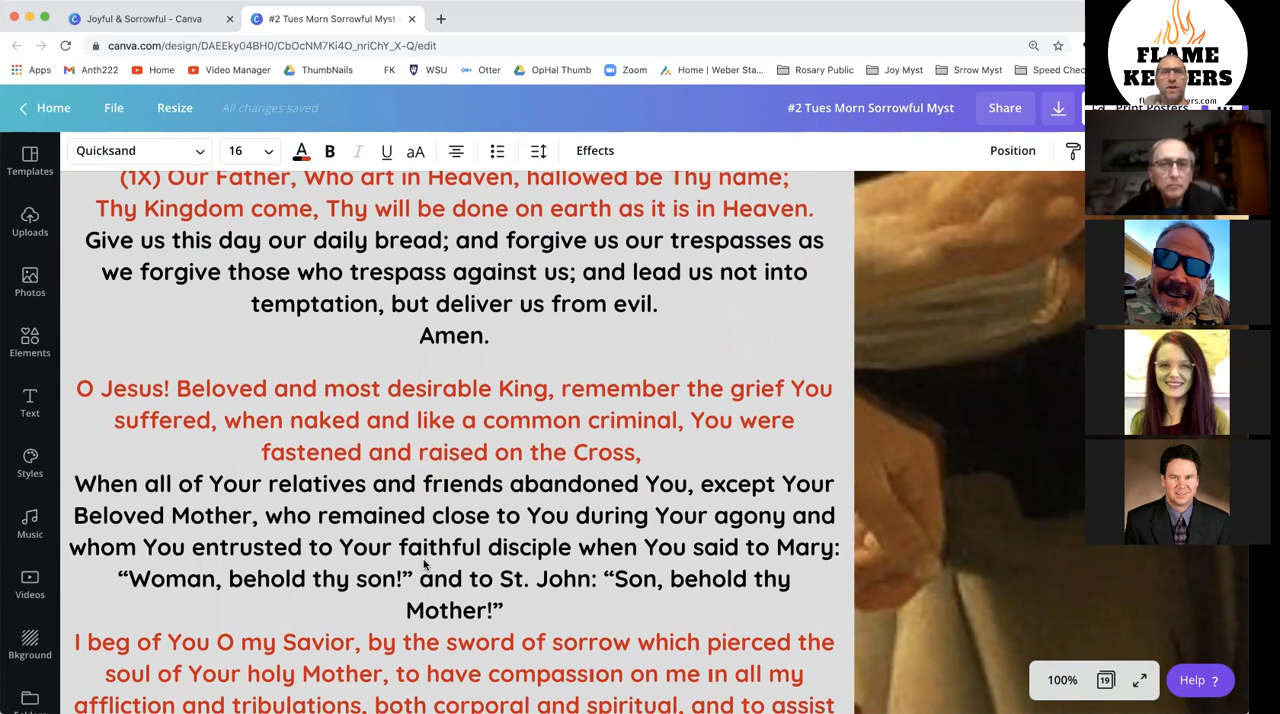 Joyful & Sorrowful - Canva
#2 Tues Morn Sorrowful Myst -
canva.com/design/DAEEky04BH0/CbOcNM7Ki4O_nriChY_X-Q/edit
Apps Anth222 Home Video Manager ThumbNails FK WSU Otter OpHal Thumb Zoom Home | Weber Sta... Rosary Public Joy Myst Srrow Myst Speed Chec
FLAME
KE ERS
Home File Resize All changes saved #2 Tues Morn Sorrowful Myst Share
Print Posters
Quicksand 16 A B I U aA Effects Position
Templates
Uploads
Photos
Elements
Text
Styles
Music
Videos
Bkground
(1X) Our Father, Who art in Heaven, hallowed be Thy name;
Thy Kingdom come, Thy will be done on earth as it is in Heaven.
Give us this day our daily bread; and forgive us our trespasses as
we forgive those who trespass against us; and lead us not into
temptation, but deliver us from evil.
Amen.
O Jesus! Beloved and most desirable King, remember the grief You
suffered, when naked and like a common criminal, You were
fastened and raised on the Cross,
When all of Your relatives and friends abandoned You, except Your
Beloved Mother, who remained close to You during Your agony and
whom You entrusted to Your faithful disciple when You said to Mary:
“Woman, behold thy son!” and to St. John: “Son, behold thy
Mother!”
I beg of You O my Savior, by the sword of sorrow which pierced the
soul of Your holy Mother, to have compassion on me in all my
affliction and tribulations, both corporal and spiritual, and to assist
100% 19 Help ?